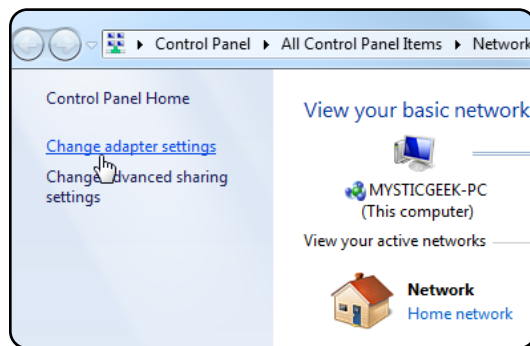 Control Panel ▸ All Control Panel Items ▸ Network
Control Panel Home
Change adapter settings
Change advanced sharing
settings
View your basic network
MYSTICGEEK-PC
(This computer)
View your active networks
Network
Home network